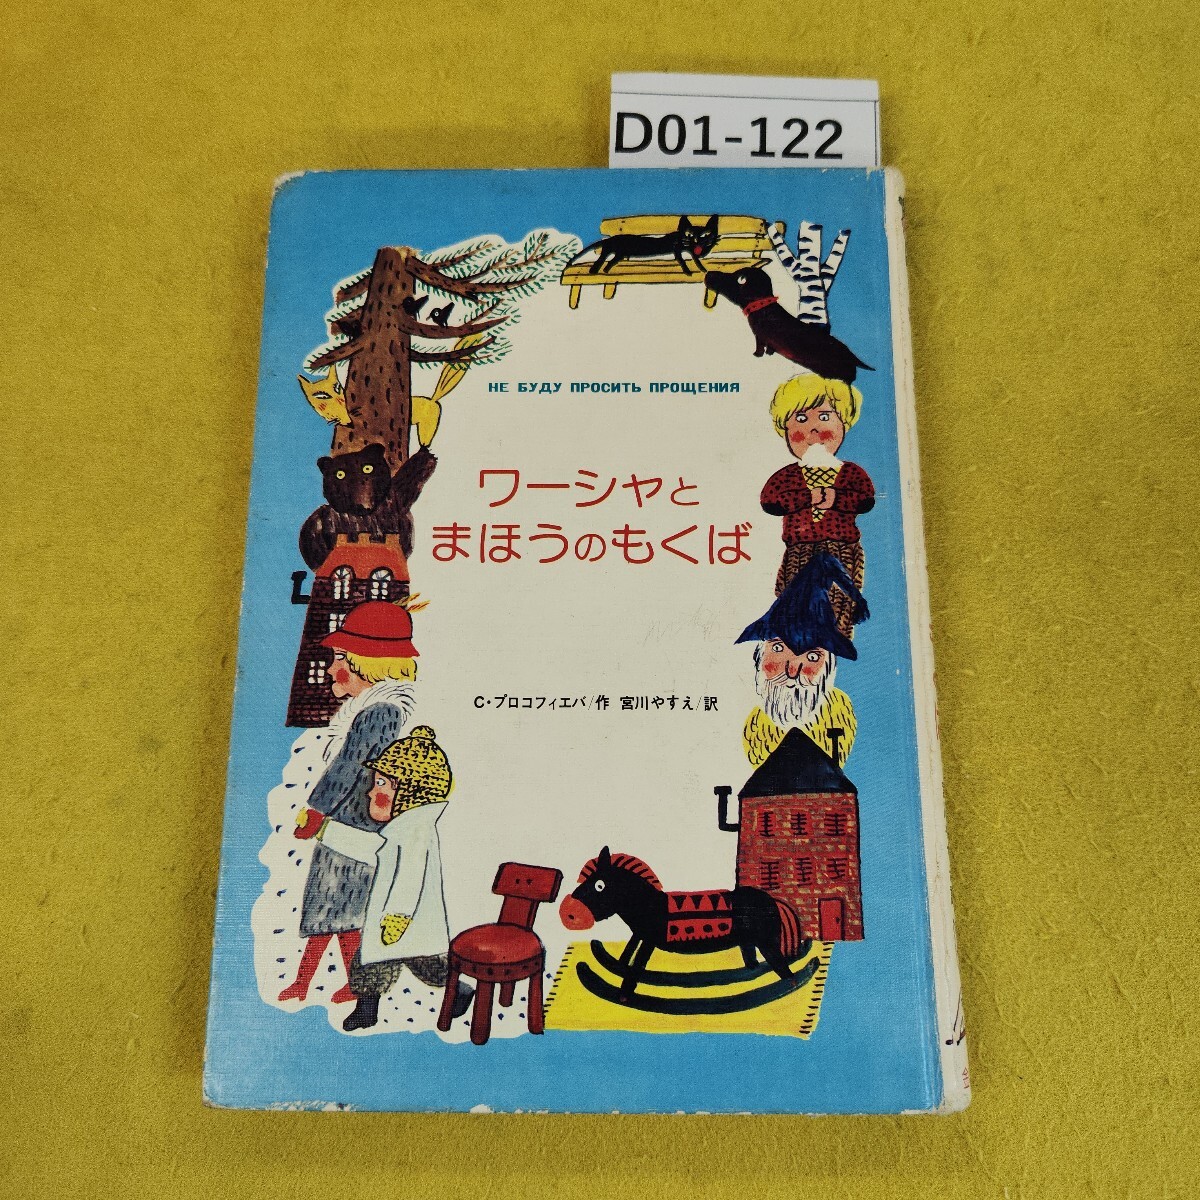 D01-122
НЕ БУДУ ПРОСИТЬ ПРОЩЕНИЯ
ワーシャと
まほうのもくば
C・プロコフィエバ/作 宮川やすえ/訳